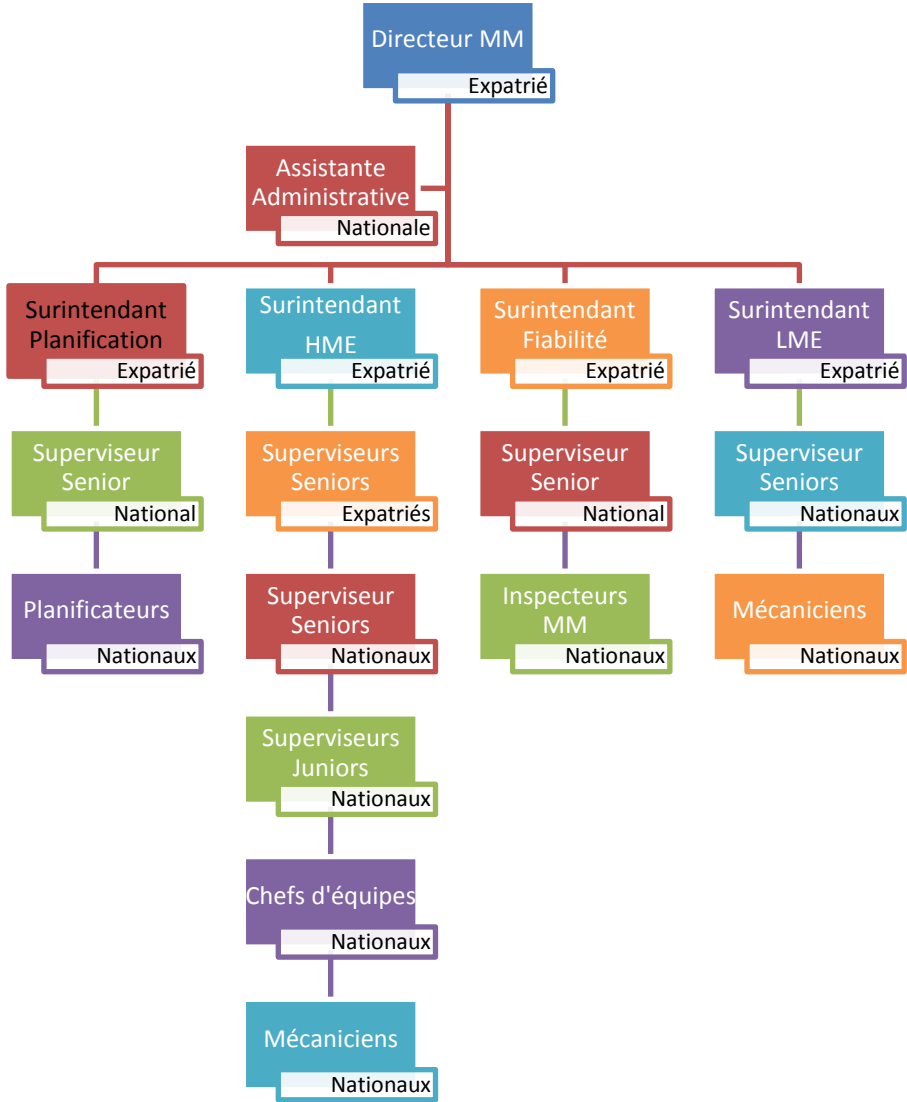 Directeur MM
Expatrié
Assistante
Administrative
Nationale
Surintendant
Planification
Expatrié
Surintendant
HME
Expatrié
Surintendant
Fiabilité
Expatrié
Surintendant
LME
Expatrié
Superviseur
Senior
National
Superviseurs
Seniors
Expatriés
Superviseur
Senior
National
Superviseur
Seniors
Nationaux
Planificateurs
Nationaux
Superviseur
Seniors
Nationaux
Inspecteurs
MM
Nationaux
Mécaniciens
Nationaux
Superviseurs
Juniors
Nationaux
Chefs d'équipes
Nationaux
Mécaniciens
Nationaux